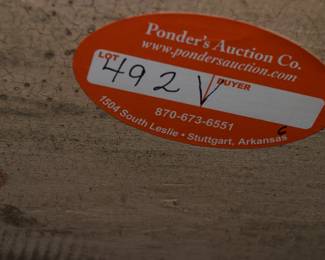 Ponder's Auction Co.
www.pondersauction.com
LOT
492 V
BUYER
870-673-6551
1504 South Leslie • Stuttgart, Arkansas